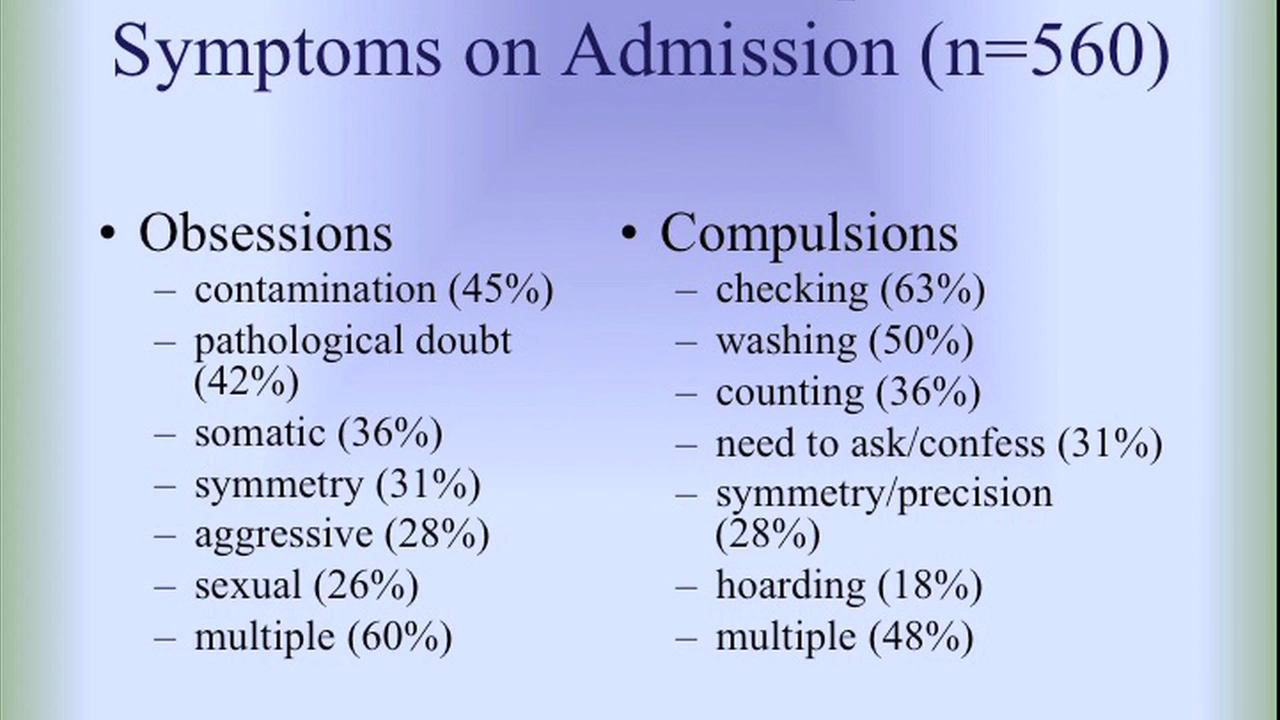 Symptoms on Admission (n=560)
• Obsessions
– contamination (45%)
– pathological doubt
(42%)
– somatic (36%)
– symmetry (31%)
– aggressive (28%)
– sexual (26%)
– multiple (60%)
• Compulsions
– checking (63%)
– washing (50%)
– counting (36%)
– need to ask/confess (31%)
– symmetry/precision
(28%)
– hoarding (18%)
– multiple (48%)